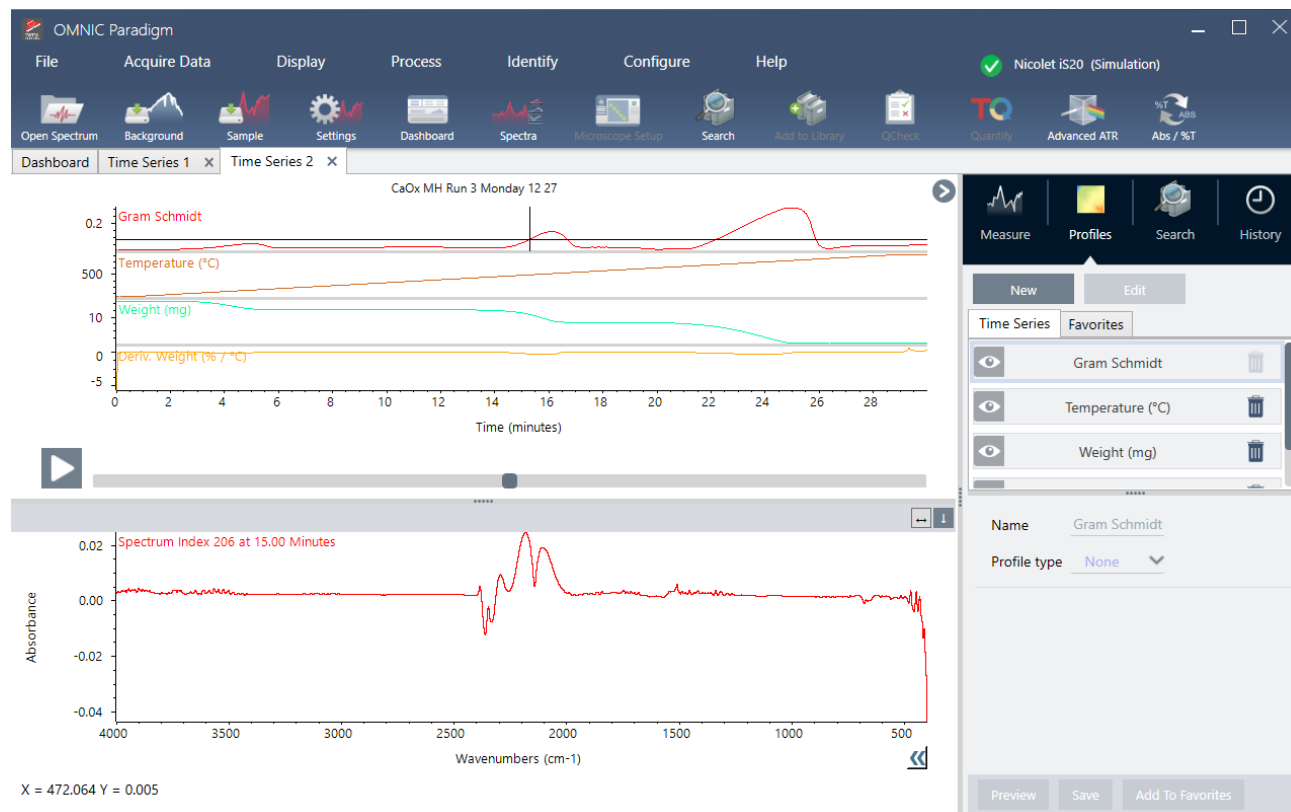 OMNIC Paradigm
File Acquire Data Display Process Identify Configure Help Nicolet iS20 (Simulation)
Open Spectrum Background Sample Settings Dashboard Spectra Microscope Setup Search Add to Library QCheck Quantify Advanced ATR Abs / %T
TQ %T ABS
Dashboard Time Series 1 X Time Series 2 X
CaOx MH Run 3 Monday 12 27
Gram Schmidt
0.2
Temperature (°C)
500
Weight (mg)
10
Deriv. Weight (% / °C)
0
-5
0 2 4 6 8 10 12 14 16 18 20 22 24 26 28
Time (minutes)
Measure Profiles Search History
New Edit
Time Series Favorites
Gram Schmidt
Temperature (°C)
Weight (mg)
Name Gram Schmidt
Profile type None
Spectrum Index 206 at 15.00 Minutes
0.02
0.00
-0.02
-0.04
Absorbance
4000 3500 3000 2500 2000 1500 1000 500
Wavenumbers (cm-1)
X = 472.064 Y = 0.005
Preview Save Add To Favorites